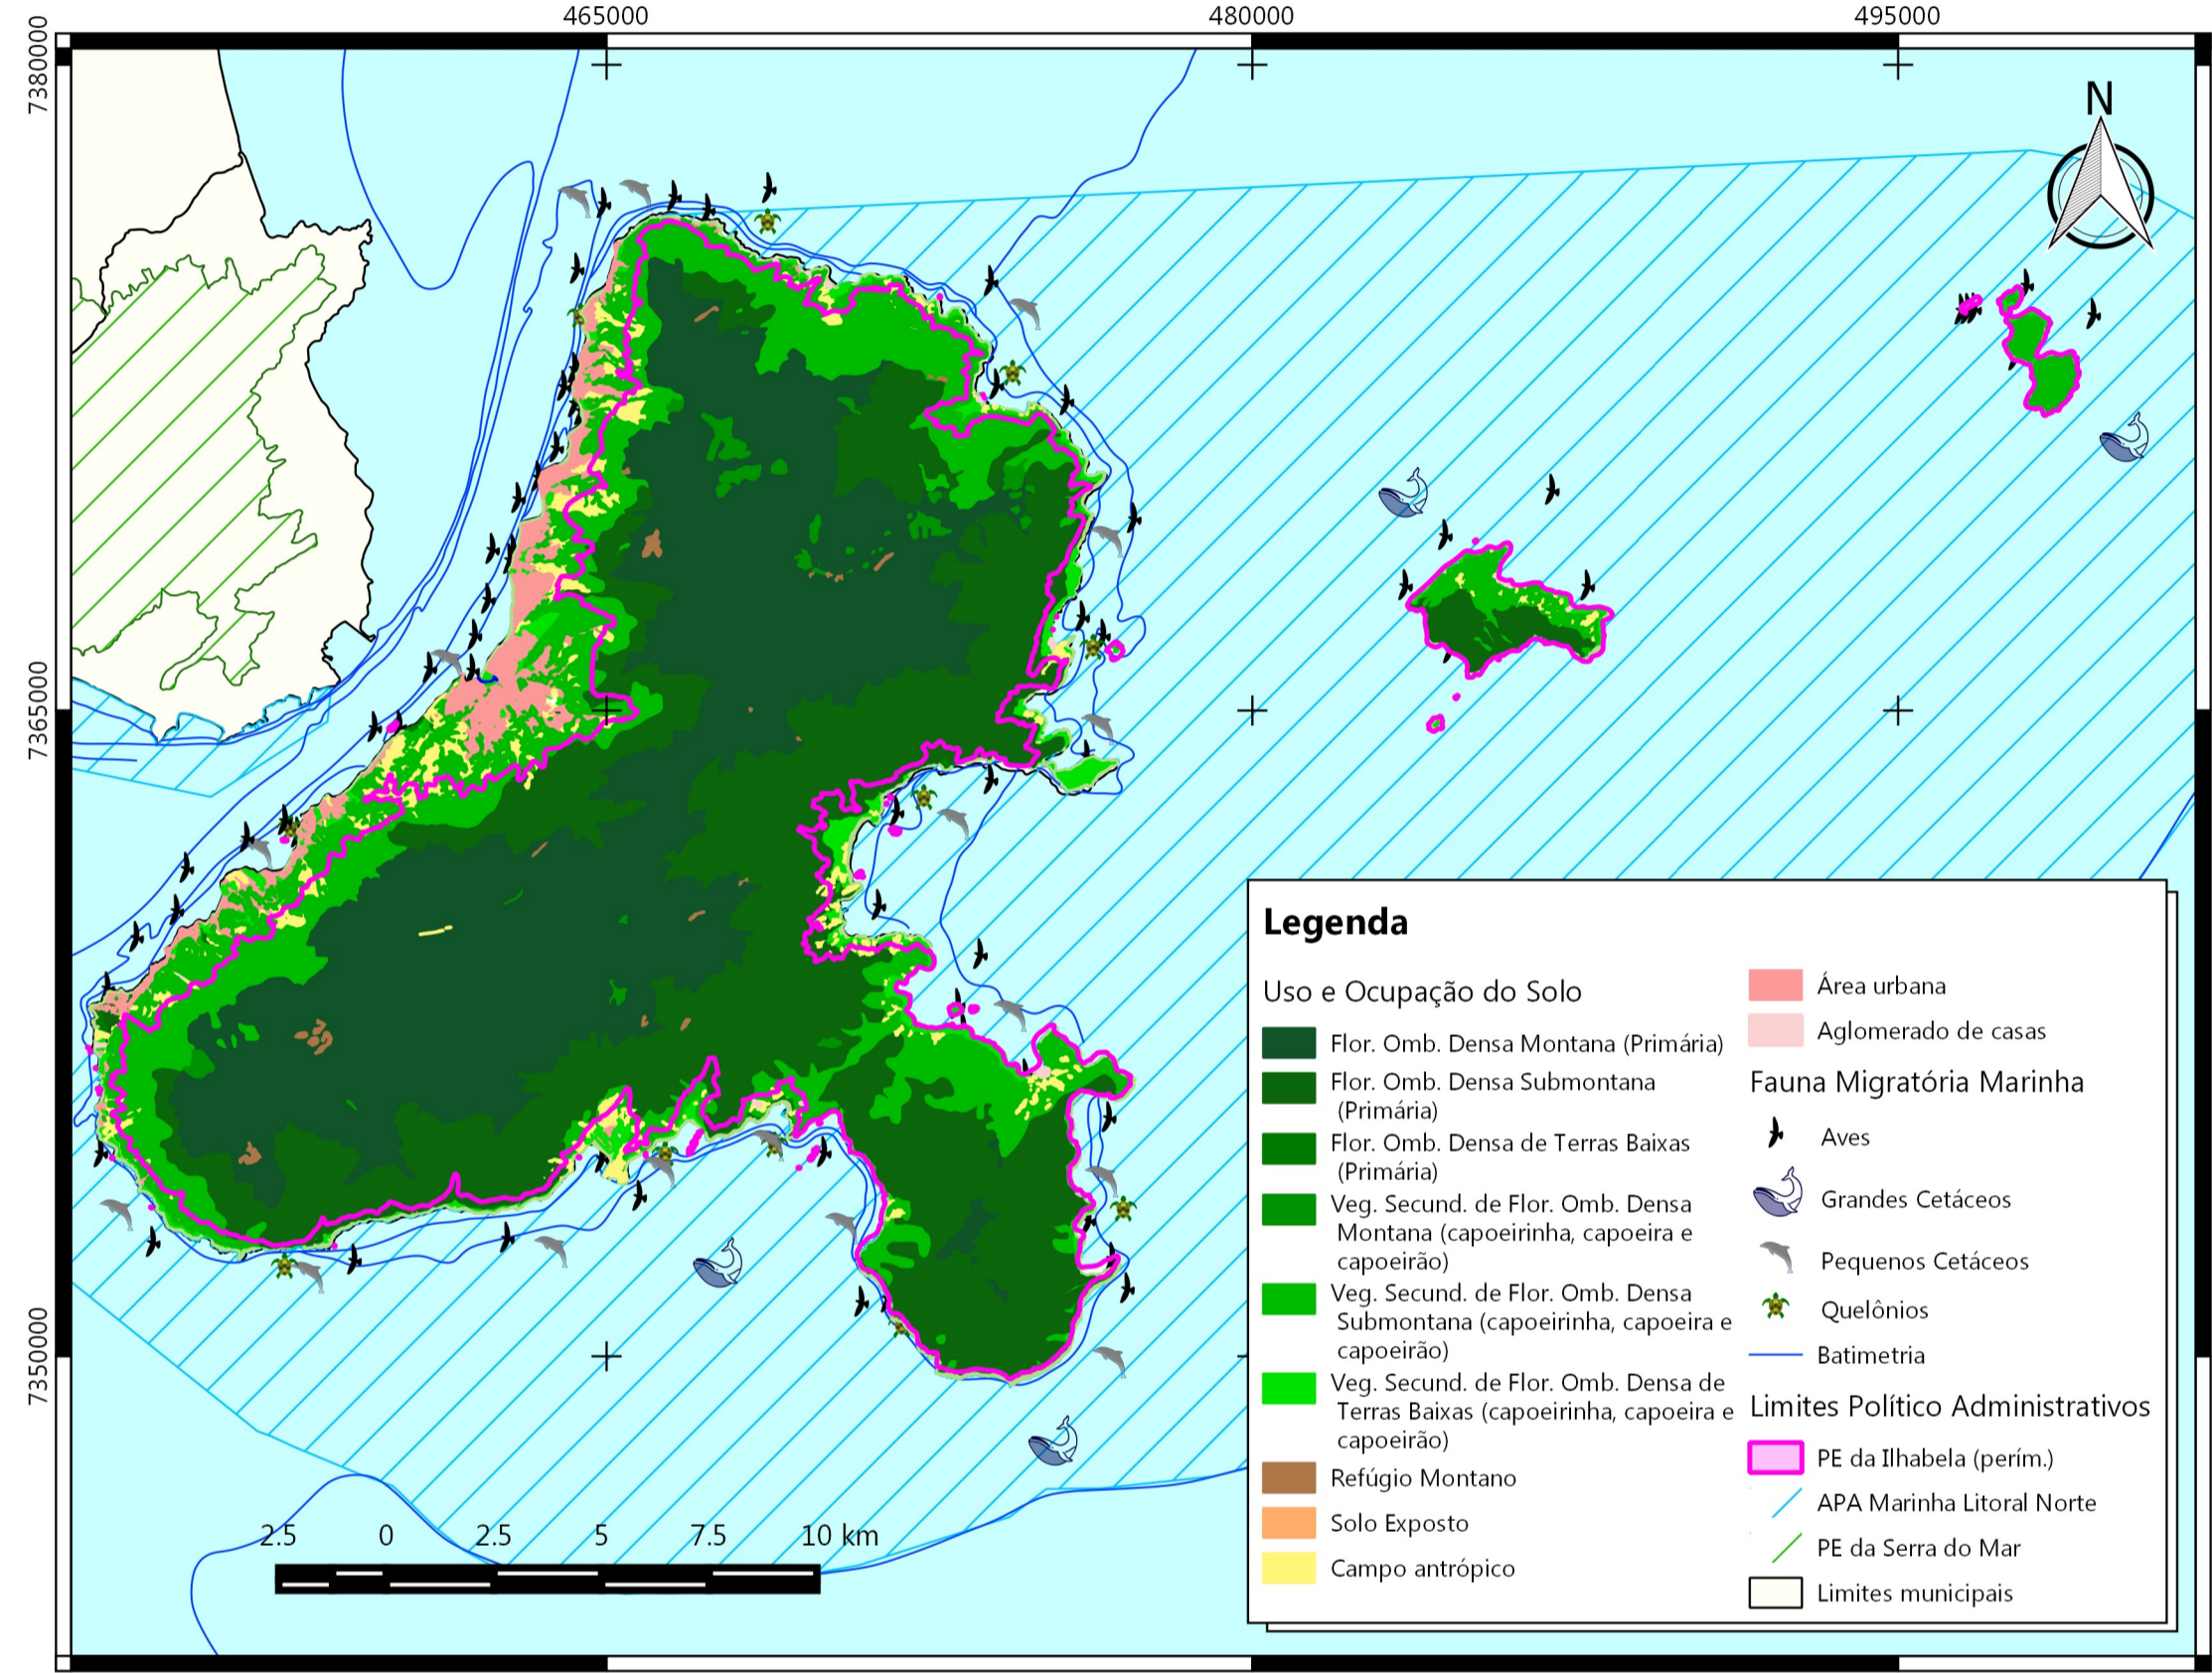 465000
480000
495000
N
7380000
7365000
7350000
Legenda
Uso e Ocupação do Solo
Flor. Omb. Densa Montana (Primária)
Flor. Omb. Densa Submontana
(Primária)
Flor. Omb. Densa de Terras Baixas
(Primária)
Veg. Secund. de Flor. Omb. Densa
Montana (capoeirinha, capoeira e
capoeirão)
Veg. Secund. de Flor. Omb. Densa
Submontana (capoeirinha, capoeira e
capoeirão)
Veg. Secund. de Flor. Omb. Densa de
Terras Baixas (capoeirinha, capoeira e
capoeirão)
Refúgio Montano
Solo Exposto
Campo antrópico
Área urbana
Aglomerado de casas
Fauna Migratória Marinha
Aves
Grandes Cetáceos
Pequenos Cetáceos
Quelônios
Batimetria
Limites Político Administrativos
PE da Ilhabela (perím.)
APA Marinha Litoral Norte
PE da Serra do Mar
Limites municipais
2.5 0 2.5 5 7.5 10 km